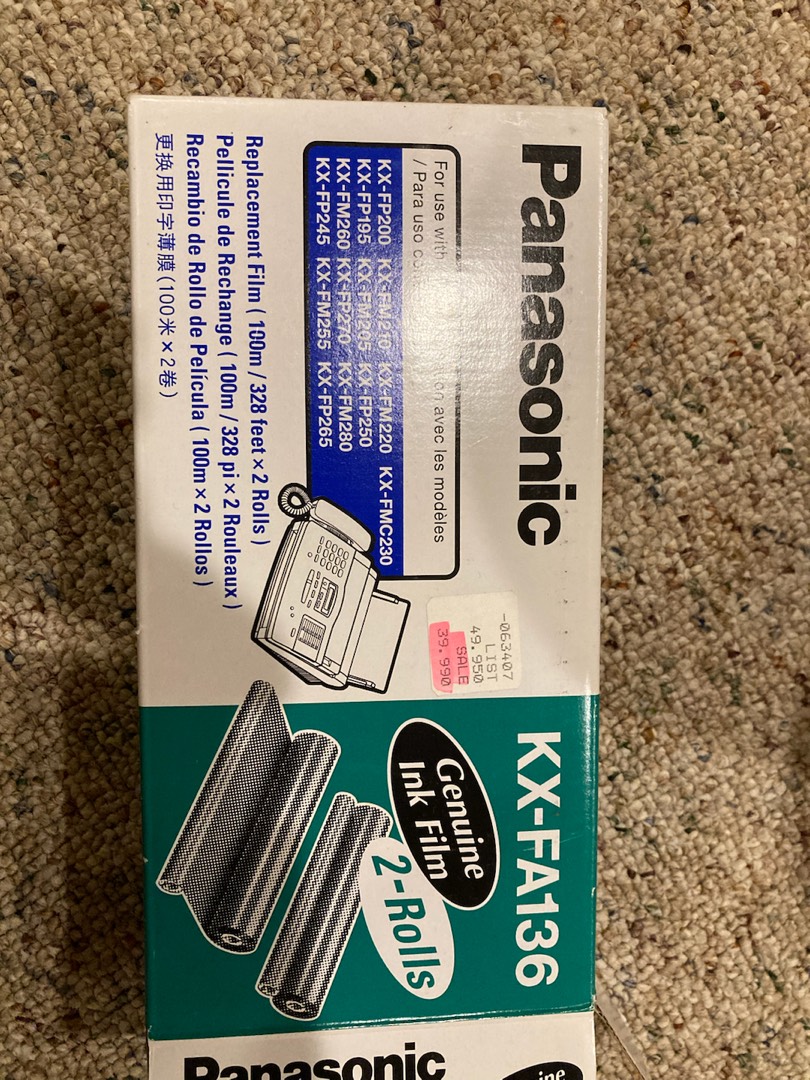 Panasonic
For use with
on avec les modèles
/ Para uso
KX-FP200 KX-FM210 KX-FM220 KX-FMC230
KX-FP195 KX-FM205 KX-FP250
KX-FM260 KX-FP270 KX-FM280
KX-FP245 KX-FM255 KX-FP265
Replacement Film ( 100m / 328 feet × 2 Rolls )
Pellicule de Rechange ( 100m / 328 pi × 2 Rouleaux )
Recambio de Rollo de Película ( 100m × 2 Rollos )
更换用印字薄膜 (100米×2卷)
-063407
LIST
49.950
SALE
39.990
KX-FA136
Genuine
Ink Film
2-Rolls
Panasonic